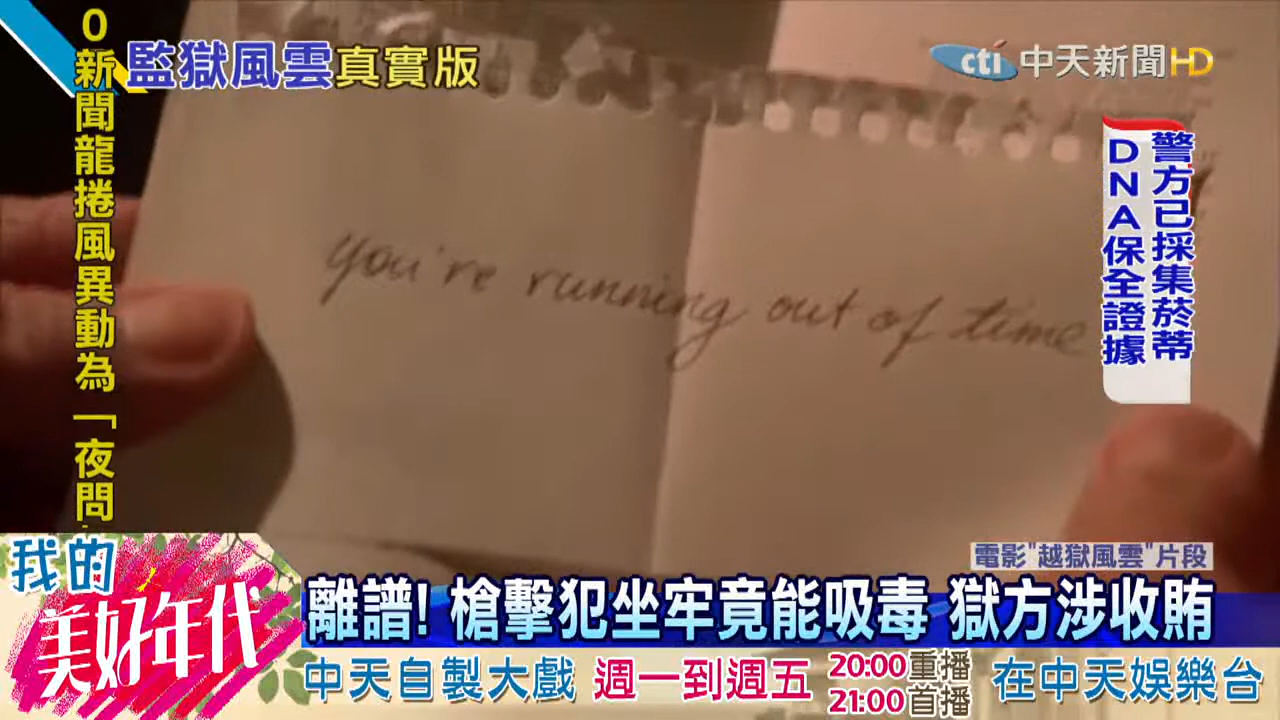 0新聞龍捲風異動為「夜問
監獄風雲真實版
cti中天新聞HD
警方已採集菸蒂
DNA保全證據
you're running out of time
電影"越獄風雲"片段
我的
美好年代
離譜! 槍擊犯坐牢竟能吸毒 獄方涉收賄
中天自製大戲 週一到週五 20:00重播 21:00首播 在中天娛樂台